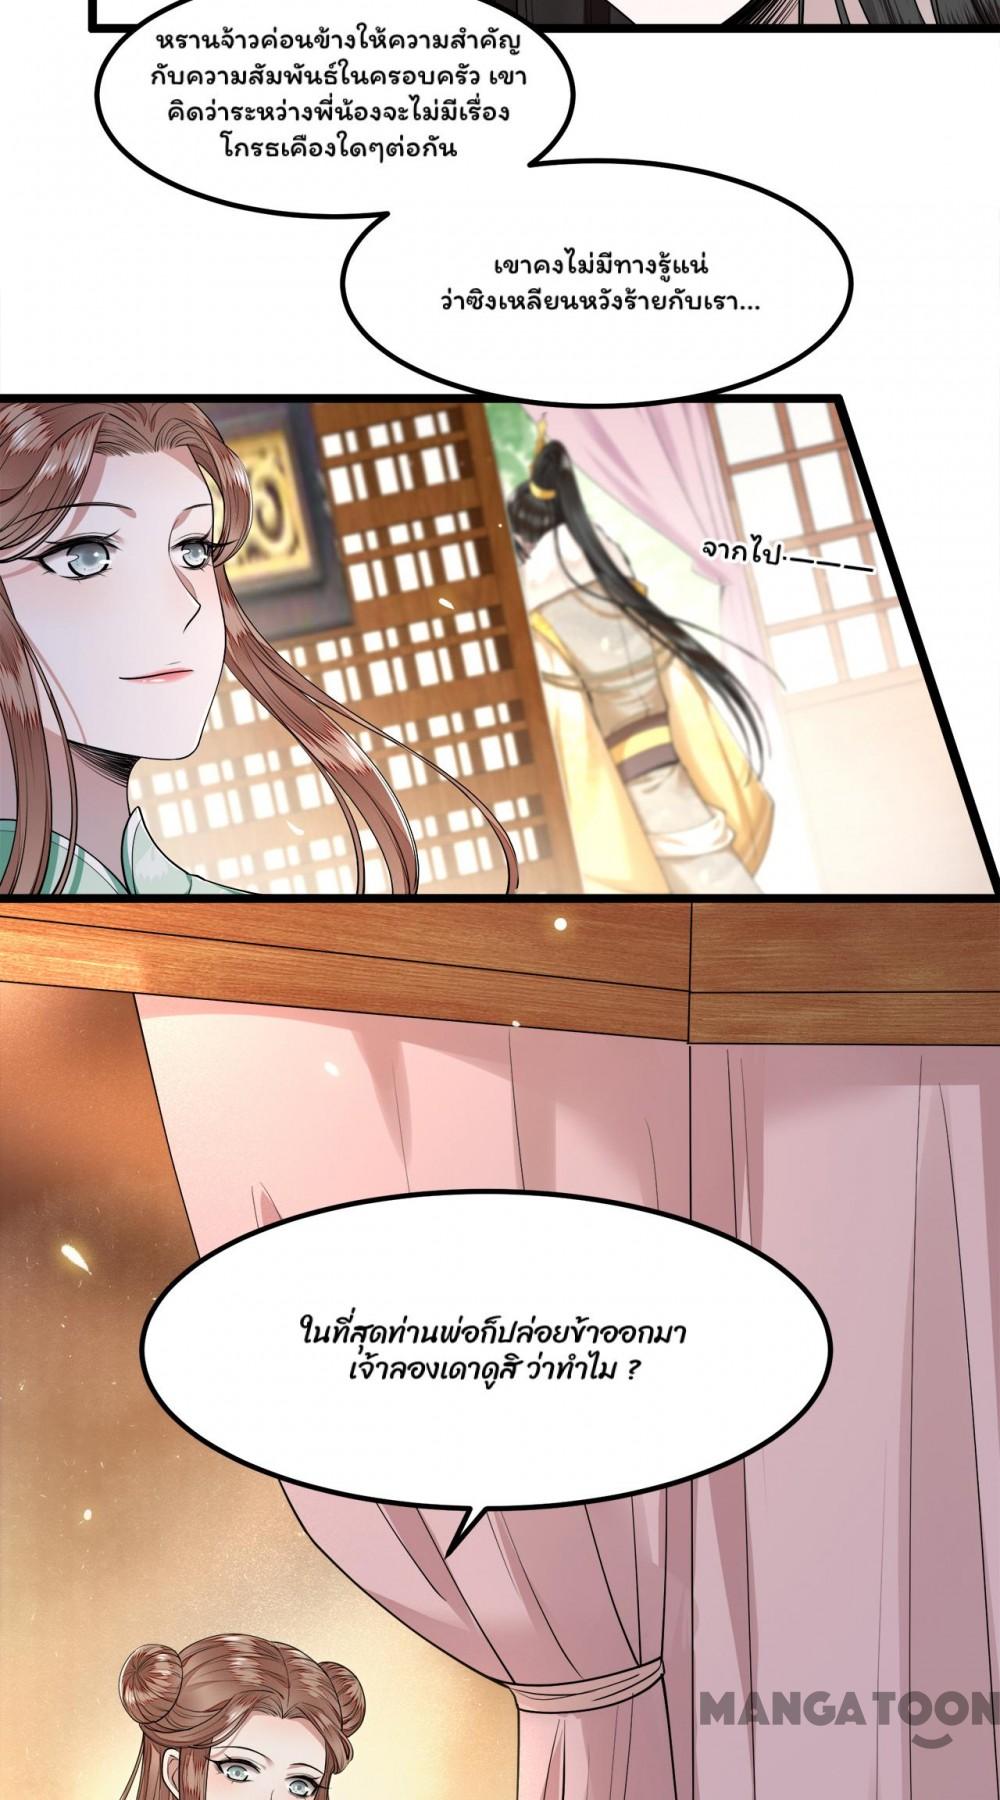 หรานจ้าวค่อนข้างให้ความสำคัญ
กับความสัมพันธ์ในครอบครัว เขา
คิดว่าระหว่างพี่น้องจะไม่มีเรื่อง
โกรธเคืองใดๆต่อกัน
เขาคงไม่มีทางรู้แน่
ว่าซิงเหลียนหวังร้ายกับเรา...
จากไป
ในที่สุดท่านพ่อก็ปล่อยข้าออกมา
เจ้าลองเดาดูสิ ว่าทำไม ?
MANGATOON